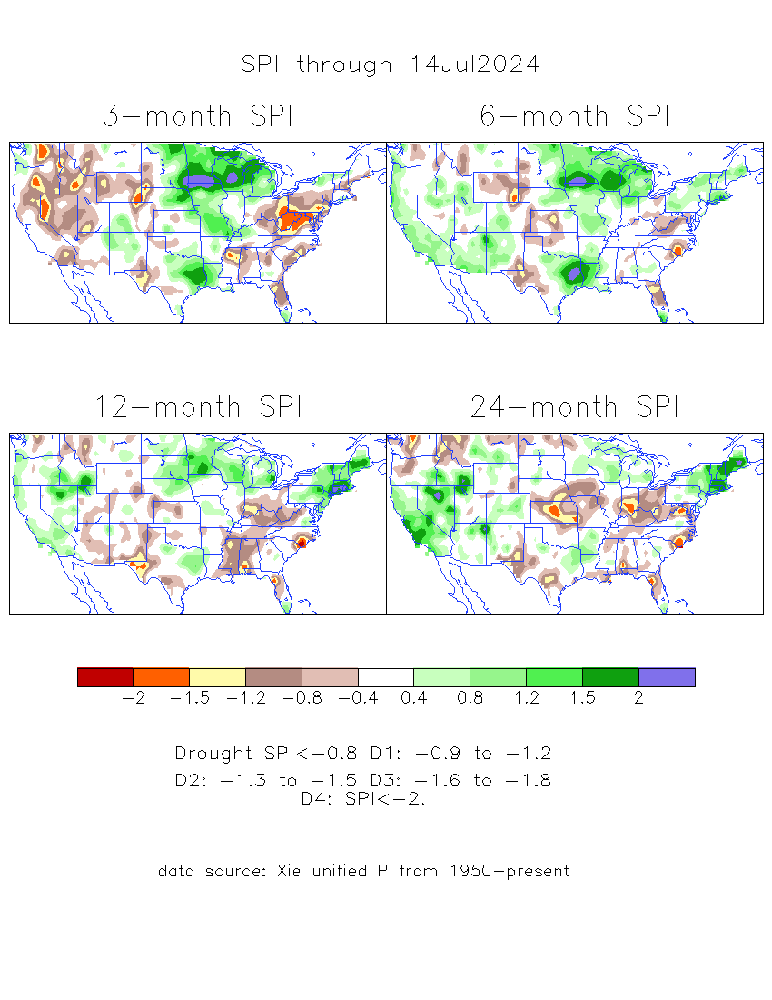 SPI through 14Jul2024
3-month SPI
6-month SPI
12-month SPI
24-month SPI
-2 -1.5 -1.2 -0.8 -0.4 0.4 0.8 1.2 1.5 2
Drought SPI<-0.8 D1: -0.9 to -1.2
D2: -1.3 to -1.5 D3: -1.6 to -1.8
D4: SPI<-2.
data source: Xie unified P from 1950-present